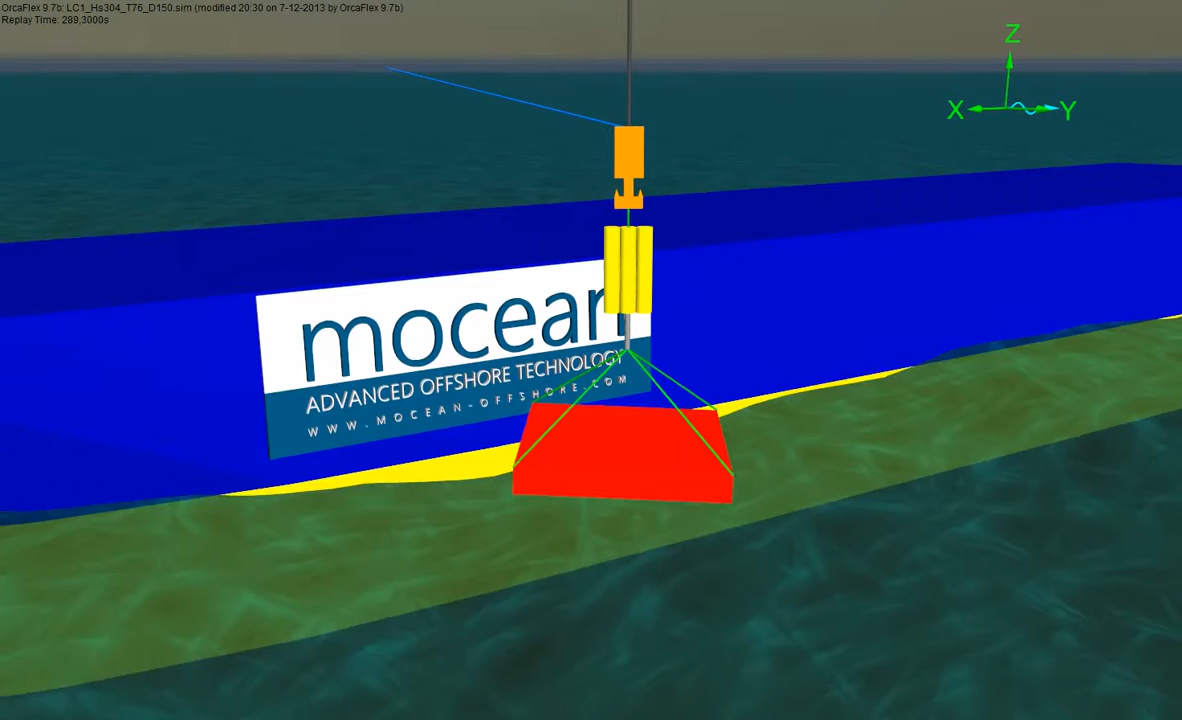 OrcaFlex 9.7b: LC1_Hs304_T76_D150.sim (modified 20:30 on 7-12-2013 by OrcaFlex 9.7b)
Replay Time: 289,3000s
Z
X Y
mocean
ADVANCED OFFSHORE TECHNOLOGY
WWW.MOCEAN-OFFSHORE.COM